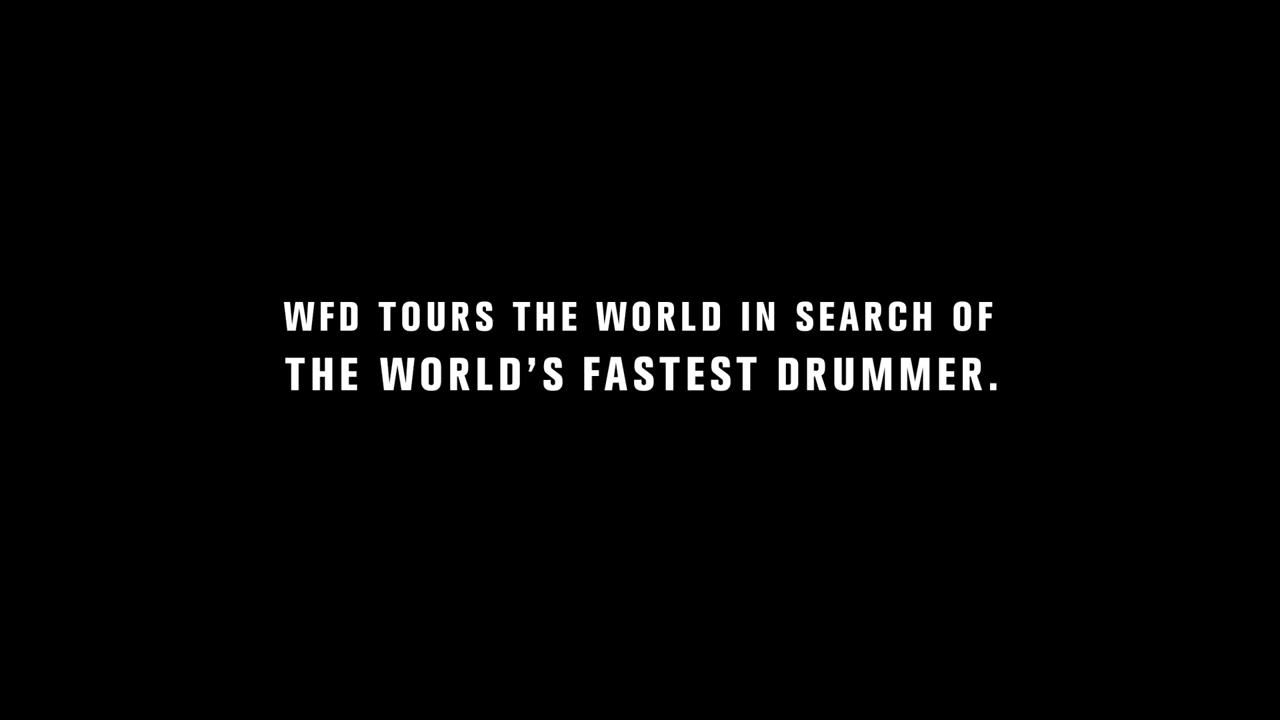 WFD TOURS THE WORLD IN SEARCH OF
THE WORLD’S FASTEST DRUMMER.